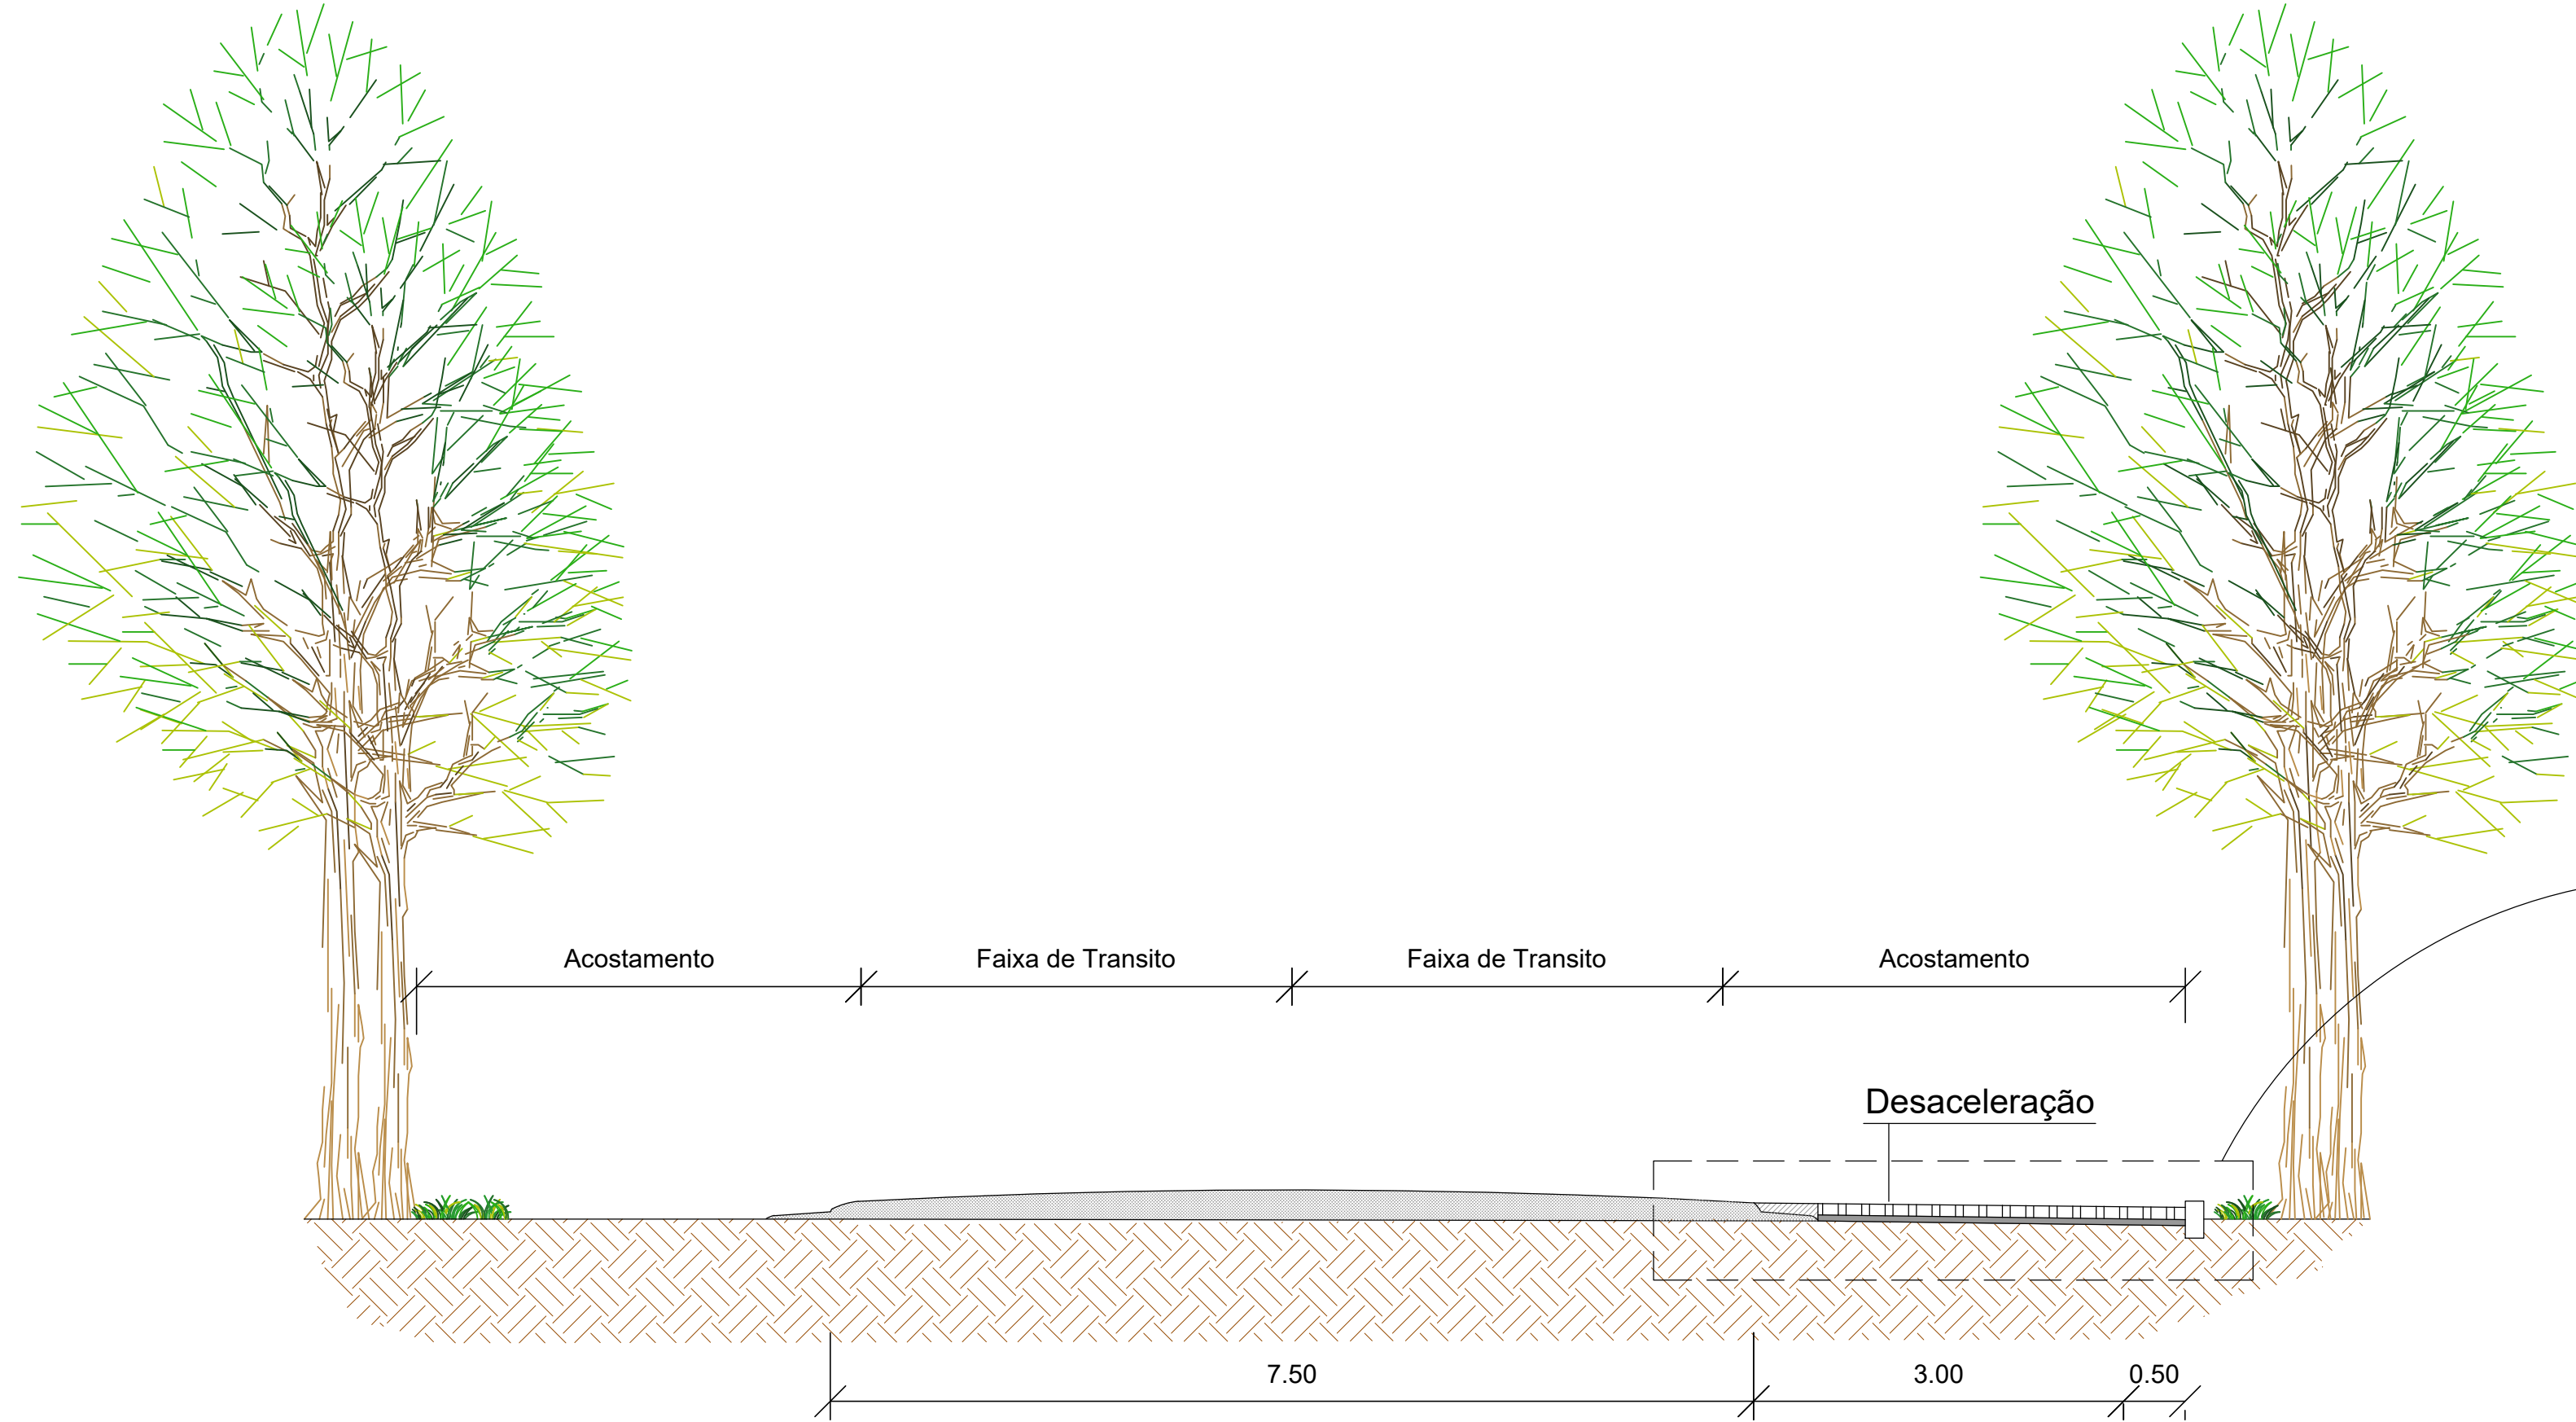 Acostamento
Faixa de Transito
Faixa de Transito
Acostamento
Desaceleração
7.50
3.00
0.50